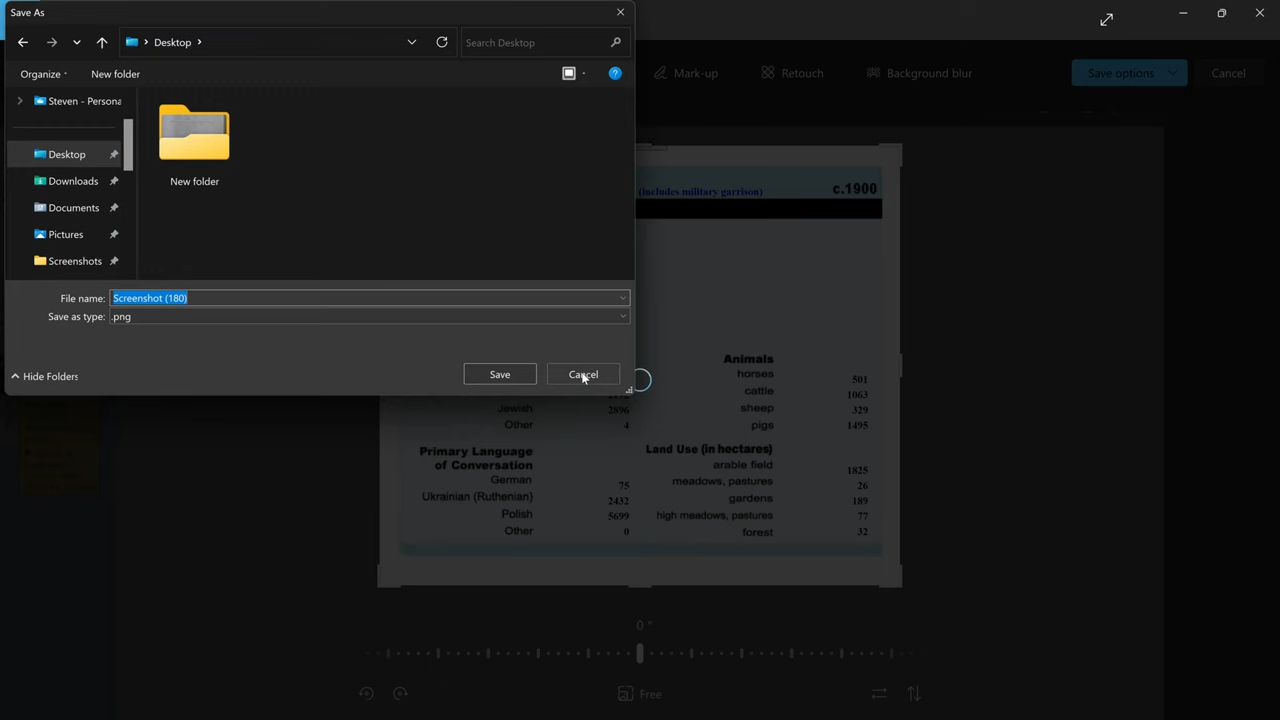 Save As
Desktop
Search Desktop
Organize
New folder
Mark-up
Retouch
Background blur
Save options
Cancel
Steven - Persona
Desktop
Downloads
Documents
Pictures
Screenshots
New folder
File name: Screenshot (180)
Save as type: .png
Hide Folders
Save
Cancel
(includes military garrison)
c.1900
Jewish 2896
Other 4
Primary Language
of Conversation
German 75
Ukrainian (Ruthenian) 2432
Polish 5699
Other 0
Animals
horses 501
cattle 1063
sheep 329
pigs 1495
Land Use (in hectares)
arable field 1825
meadows, pastures 26
gardens 189
high meadows, pastures 77
forest 32
0 °
Free